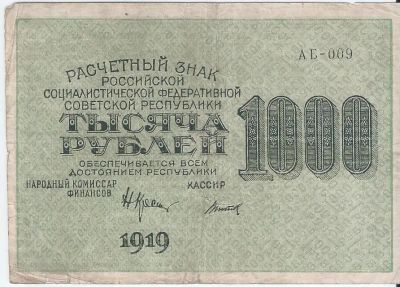 АБ-009
РАСЧЕТНЫЙ ЗНАК
РОССИЙСКОЙ
СОЦИАЛИСТИЧЕСКОЙ ФЕДЕРАТИВНОЙ
СОВЕТСКОЙ РЕСПУБЛИКИ
ТЫСЯЧА
РУБЛЕЙ
1000
ОБЕСПЕЧИВАЕТСЯ ВСЕМ
ДОСТОЯНИЕМ РЕСПУБЛИКИ
НАРОДНЫЙ КОМИССАР
ФИНАНСОВ
КАССИР
1919